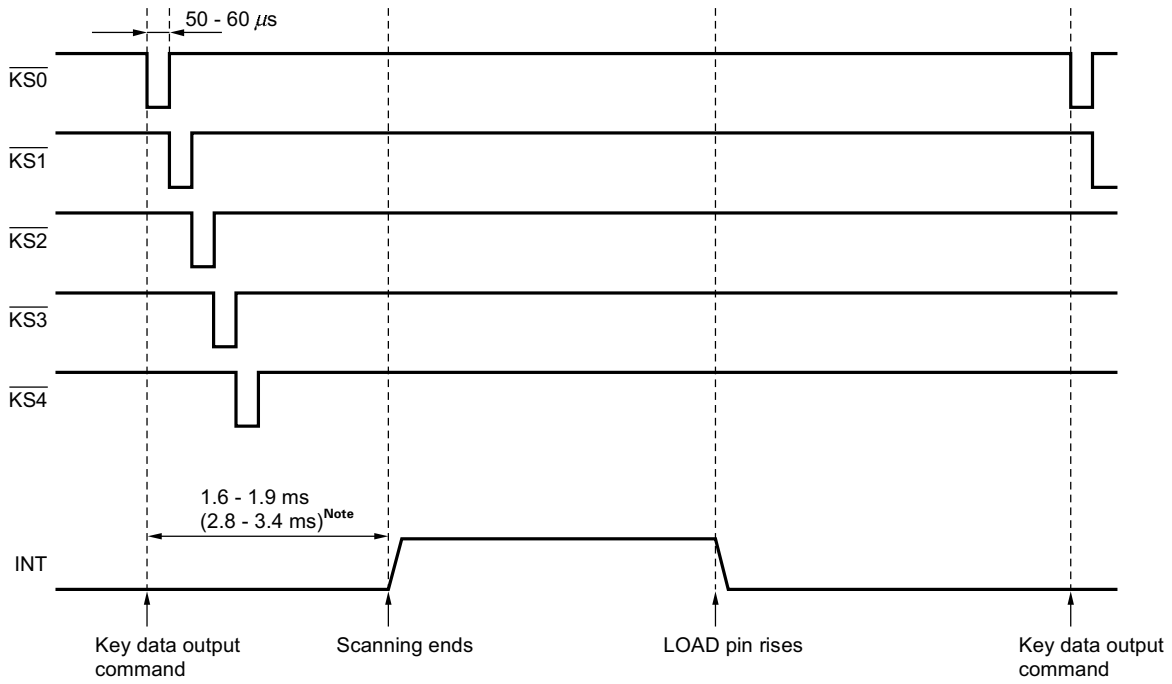 50 - 60 μs
KS0
KS1
KS2
KS3
KS4
1.6 - 1.9 ms
(2.8 - 3.4 ms)Note
INT
Key data output
command
Scanning ends
LOAD pin rises
Key data output
command